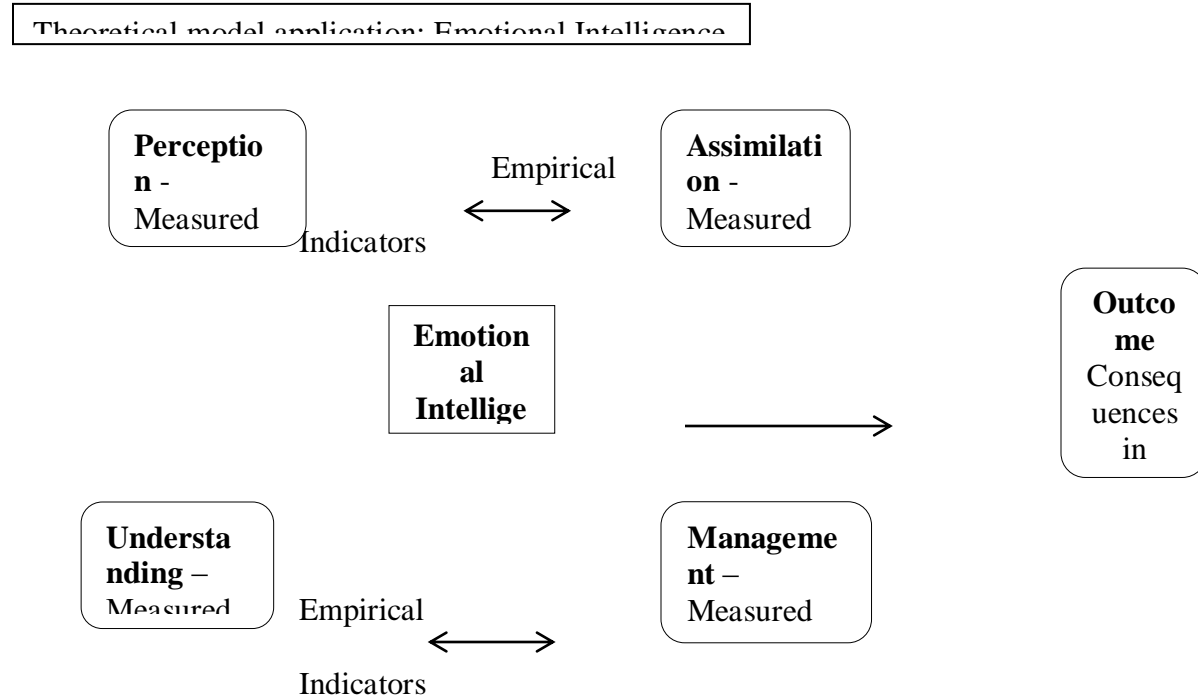 Theoretical model application: Emotional Intelligence
Perceptio
n -
Measured
Empirical
Indicators
Assimilati
on -
Measured
Emotion
al
Intellige
Outco
me
Conseq
uences
in
Understa
nding –
Measured
Empirical
Indicators
Manageme
nt –
Measured